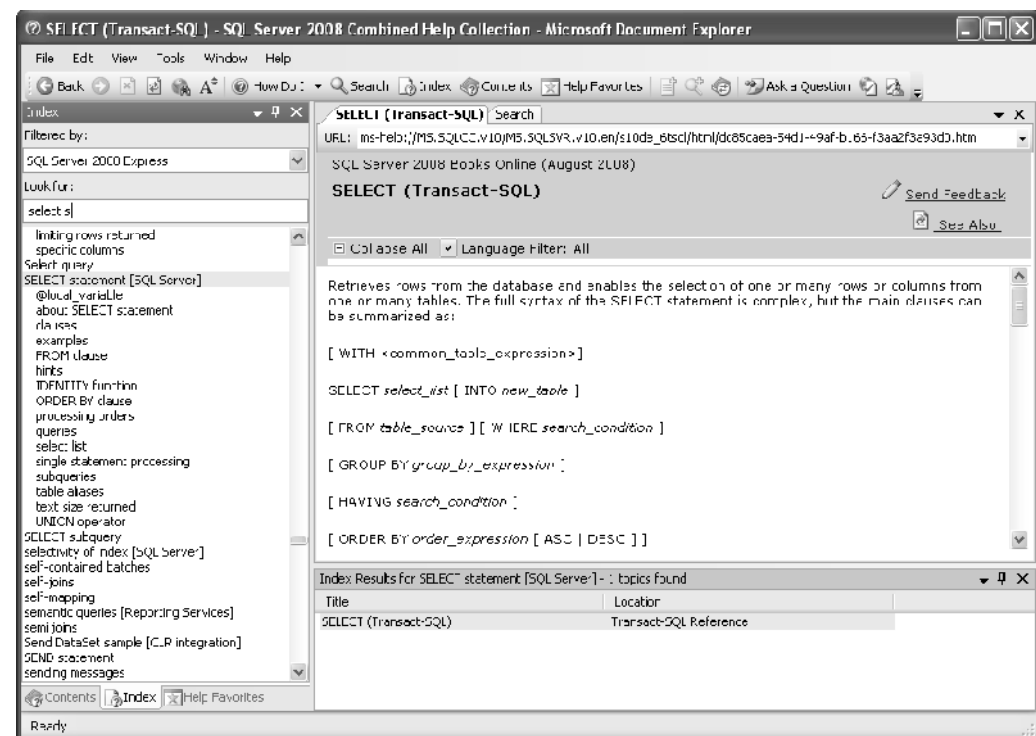 SELECT (Transact-SQL) - SQL Server 2008 Combined Help Collection - Microsoft Document Explorer
File Edit View Tools Window Help
Back How Do I Search Index Contents Help Favorites Ask a Question
Index
SELECT (Transact-SQL) Search
Filtered by:
URL:
SQL Server Express
SQL Server 2008 Books Online (August 2008)
Look for:
SELECT (Transact-SQL)
Send Feedback
select s
See Also
Collapse All Language Filter: All
limiting rows returned
specific columns
Select query
SELECT statement [SQL Server]
@local_variable
about SELECT statement
clauses
examples
FROM clause
hints
IDENTITY function
ORDER BY clause
processing orders
queries
select list
single statement processing
subqueries
table aliases
text size returned
UNION operator
SELECT subquery
selectivity of index [SQL Server]
self-contained batches
self-joins
self-mapping
semantic queries [Reporting Services]
semi joins
Send DataSet sample [CLR integration]
SEND statement
sending messages
Retrieves rows from the database and enables the selection of one or many rows or columns from
one or many tables. The full syntax of the SELECT statement is complex, but the main clauses can
be summarized as:
[ WITH <common_table_expression>]
SELECT select_list [ INTO new_table ]
[ FROM table_source ] [ WHERE search_condition ]
[ GROUP BY group_by_expression ]
[ HAVING search_condition ]
[ ORDER BY order_expression [ ASC | DESC ] ]
Index Results for SELECT statement [SQL Server] - 1 topics found
Title Location
SELECT (Transact-SQL) Transact-SQL Reference
Contents Index Help Favorites
Ready